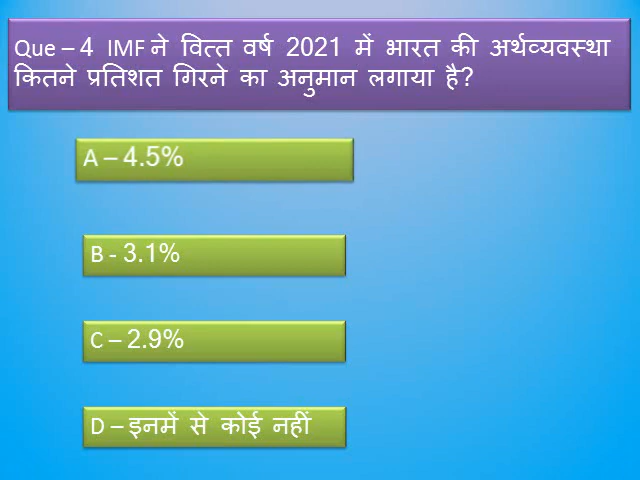 Que – 4 IMF ने वित्त वर्ष 2021 में भारत की अर्थव्यवस्था
कितने प्रतिशत गिरने का अनुमान लगाया है?
A – 4.5%
B - 3.1%
C – 2.9%
D – इनमें से कोई नहीं